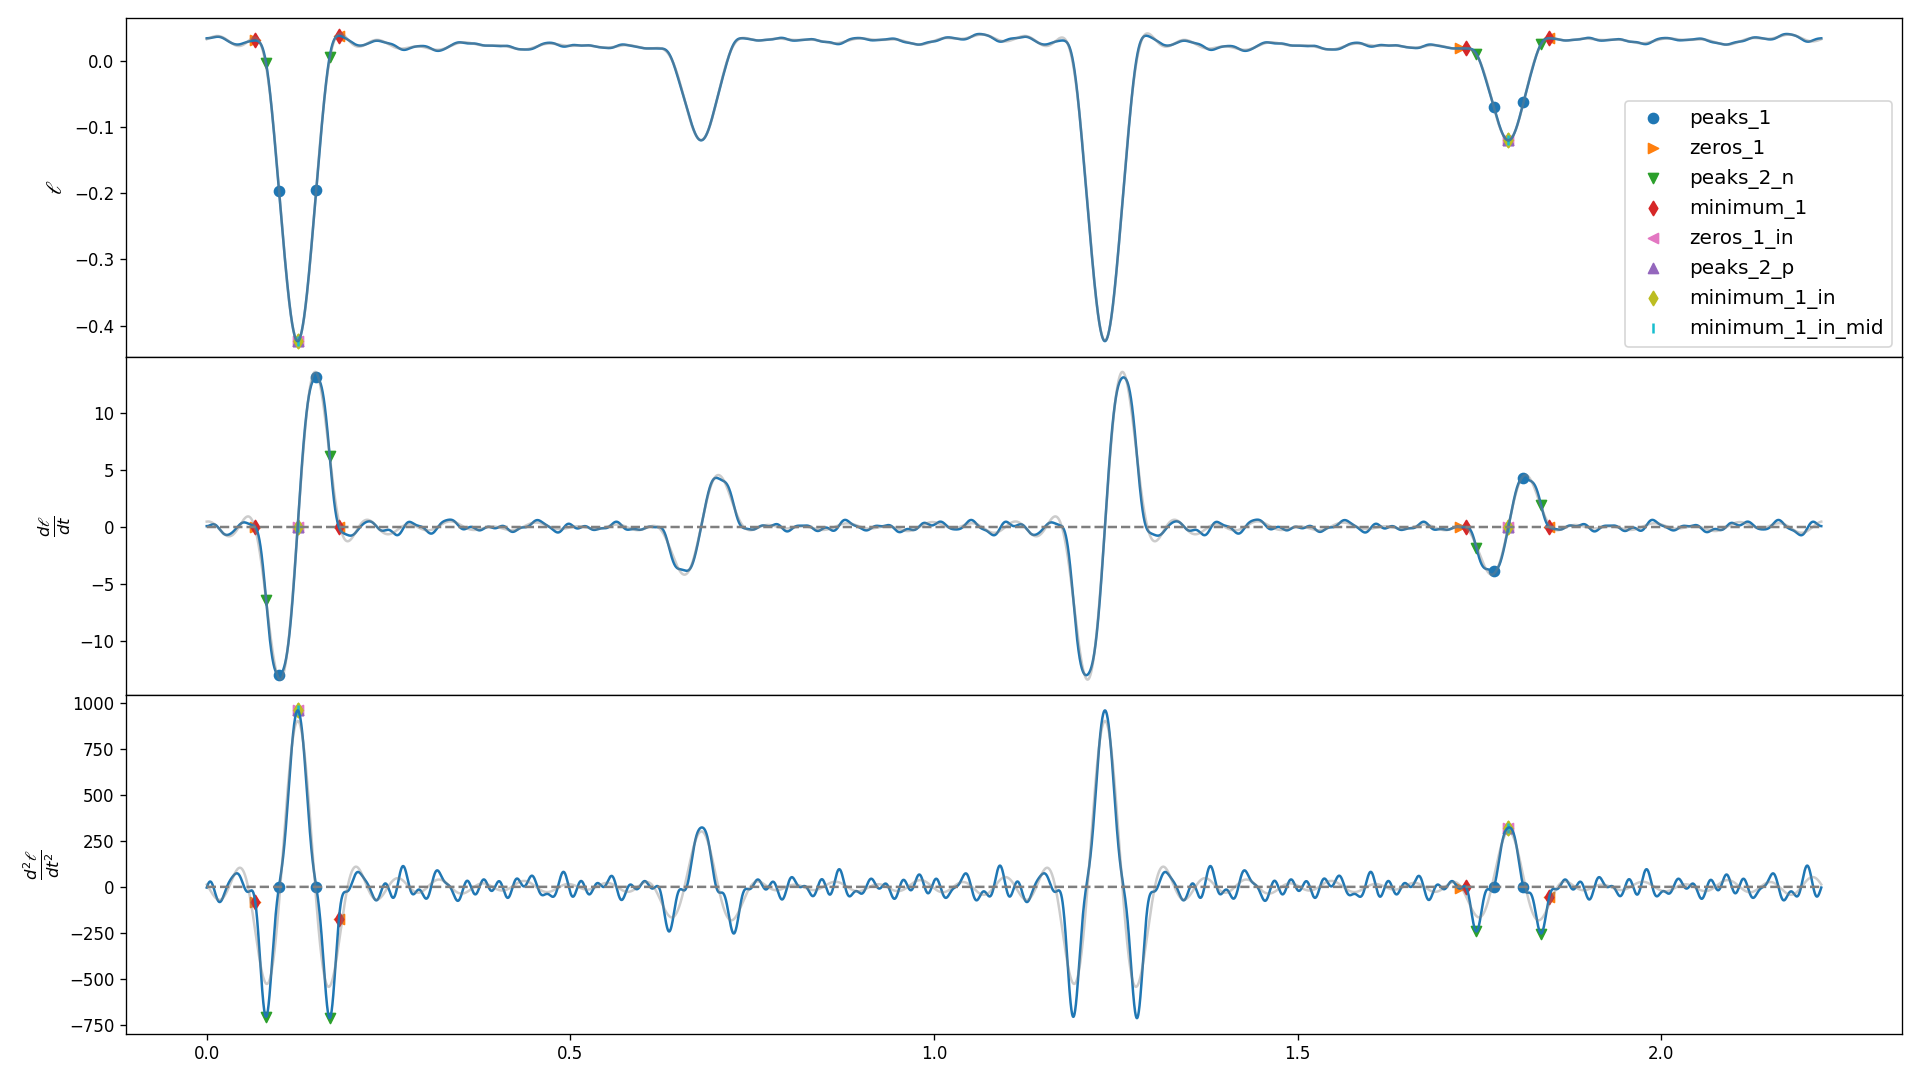 0.0
−0.1
−0.2
−0.3
−0.4
ℓ
peaks_1
zeros_1
peaks_2_n
minimum_1
zeros_1_in
peaks_2_p
minimum_1_in
minimum_1_in_mid
10
5
0
−5
−10
dℓ
dt
1000
750
500
250
0
−250
−500
−750
d²ℓ
dt²
0.0 0.5 1.0 1.5 2.0